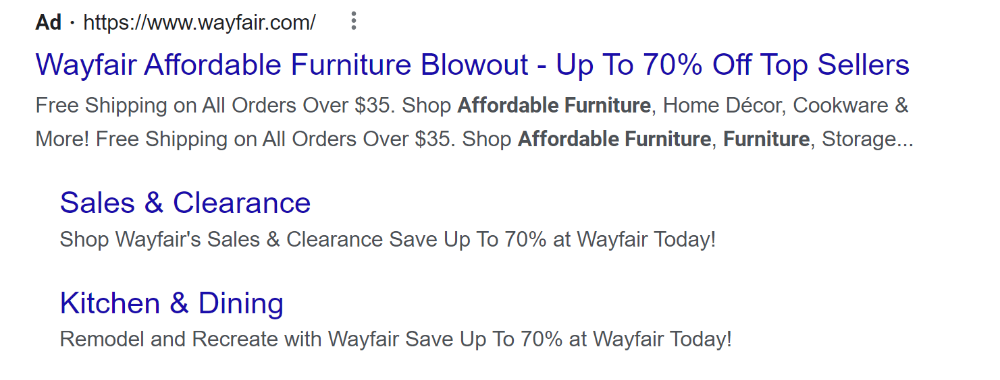 Ad · https://www.wayfair.com/
Wayfair Affordable Furniture Blowout - Up To 70% Off Top Sellers
Free Shipping on All Orders Over $35. Shop Affordable Furniture, Home Décor, Cookware &
More! Free Shipping on All Orders Over $35. Shop Affordable Furniture, Furniture, Storage...
Sales & Clearance
Shop Wayfair's Sales & Clearance Save Up To 70% at Wayfair Today!
Kitchen & Dining
Remodel and Recreate with Wayfair Save Up To 70% at Wayfair Today!